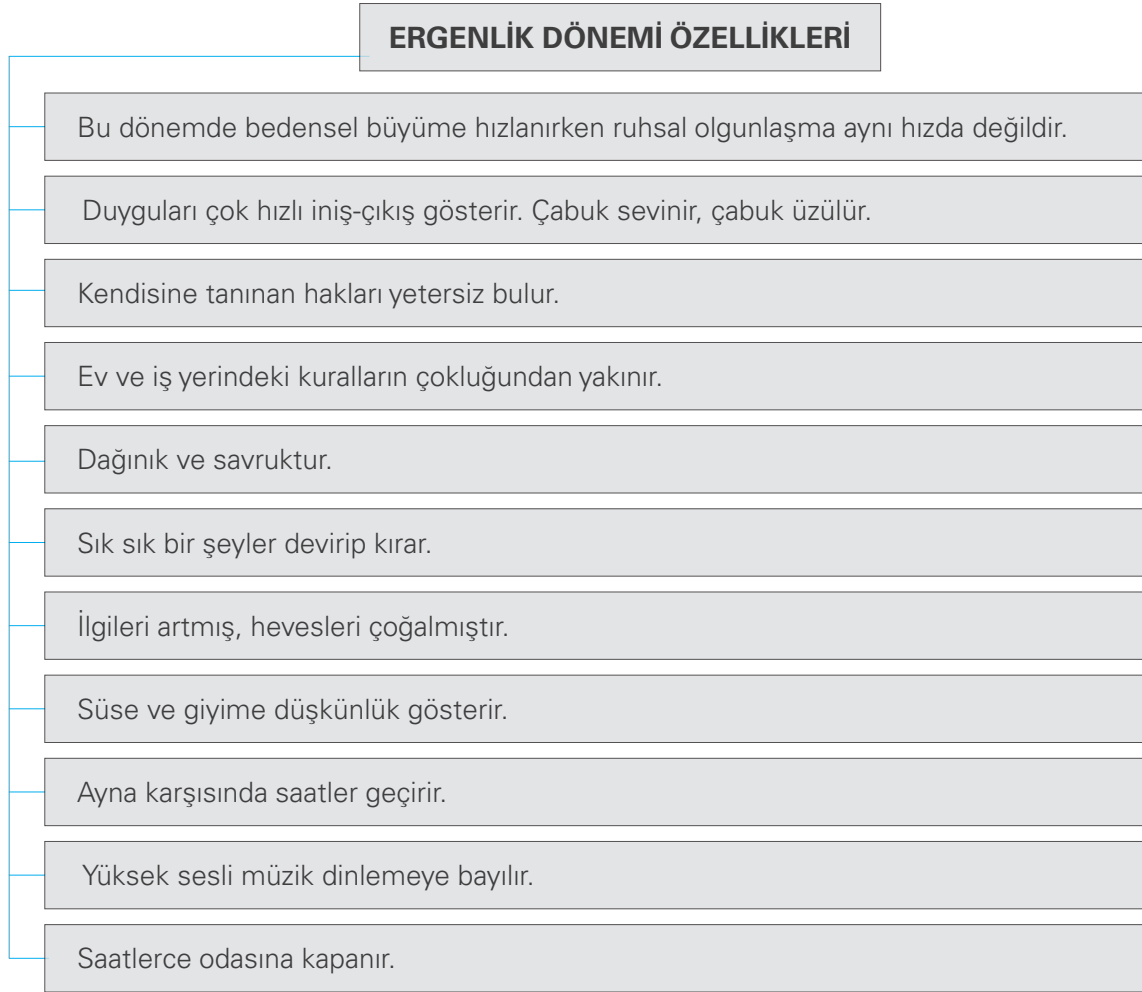 ERGENLİK DÖNEMİ ÖZELLİKLERİ
Bu dönemde bedensel büyüme hızlanırken ruhsal olgunlaşma aynı hızda değildir.
Duyguları çok hızlı iniş-çıkış gösterir. Çabuk sevinir, çabuk üzülür.
Kendisine tanınan hakları yetersiz bulur.
Ev ve iş yerindeki kuralların çokluğundan yakınır.
Dağınık ve savruktur.
Sık sık bir şeyler devirip kırar.
İlgileri artmış, hevesleri çoğalmıştır.
Süse ve giyime düşkünlük gösterir.
Ayna karşısında saatler geçirir.
Yüksek sesli müzik dinlemeye bayılır.
Saatlerce odasına kapanır.